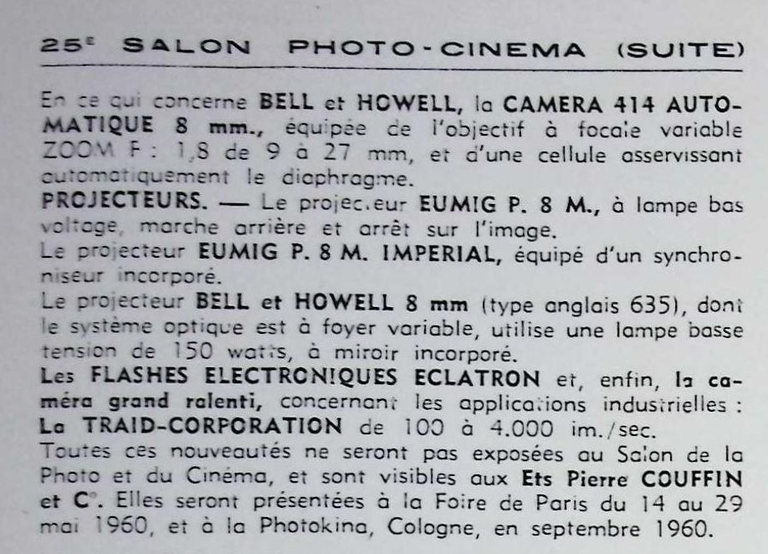 25E SALON PHOTO-CINEMA (SUITE)
En ce qui concerne BELL et HOWELL, la CAMERA 414 AUTO-
MATIQUE 8 mm., équipée de l'objectif à focale variable
ZOOM F : 1,8 de 9 à 27 mm, et d'une cellule asservissant
automatiquement le diaphragme.
PROJECTEURS. — Le projecteur EUMIG P. 8 M., à lampe bas
voltage, marche arrière et arrêt sur l'image.
Le projecteur EUMIG P. 8 M. IMPERIAL, équipé d'un synchro-
niseur incorporé.
Le projecteur BELL et HOWELL 8 mm (type anglais 635), dont
le système optique est à foyer variable, utilise une lampe basse
tension de 150 watts, à miroir incorporé.
Les FLASHES ELECTRONIQUES ECLATRON et, enfin, la ca-
méra grand ralenti, concernant les applications industrielles :
La TRAID-CORPORATION de 100 à 4.000 im./sec.
Toutes ces nouveautés ne seront pas exposées au Salon de la
Photo et du Cinéma, et sont visibles aux Ets Pierre COUFFIN
et C°. Elles seront présentées à la Foire de Paris du 14 au 29
mai 1960, et à la Photokina, Cologne, en septembre 1960.